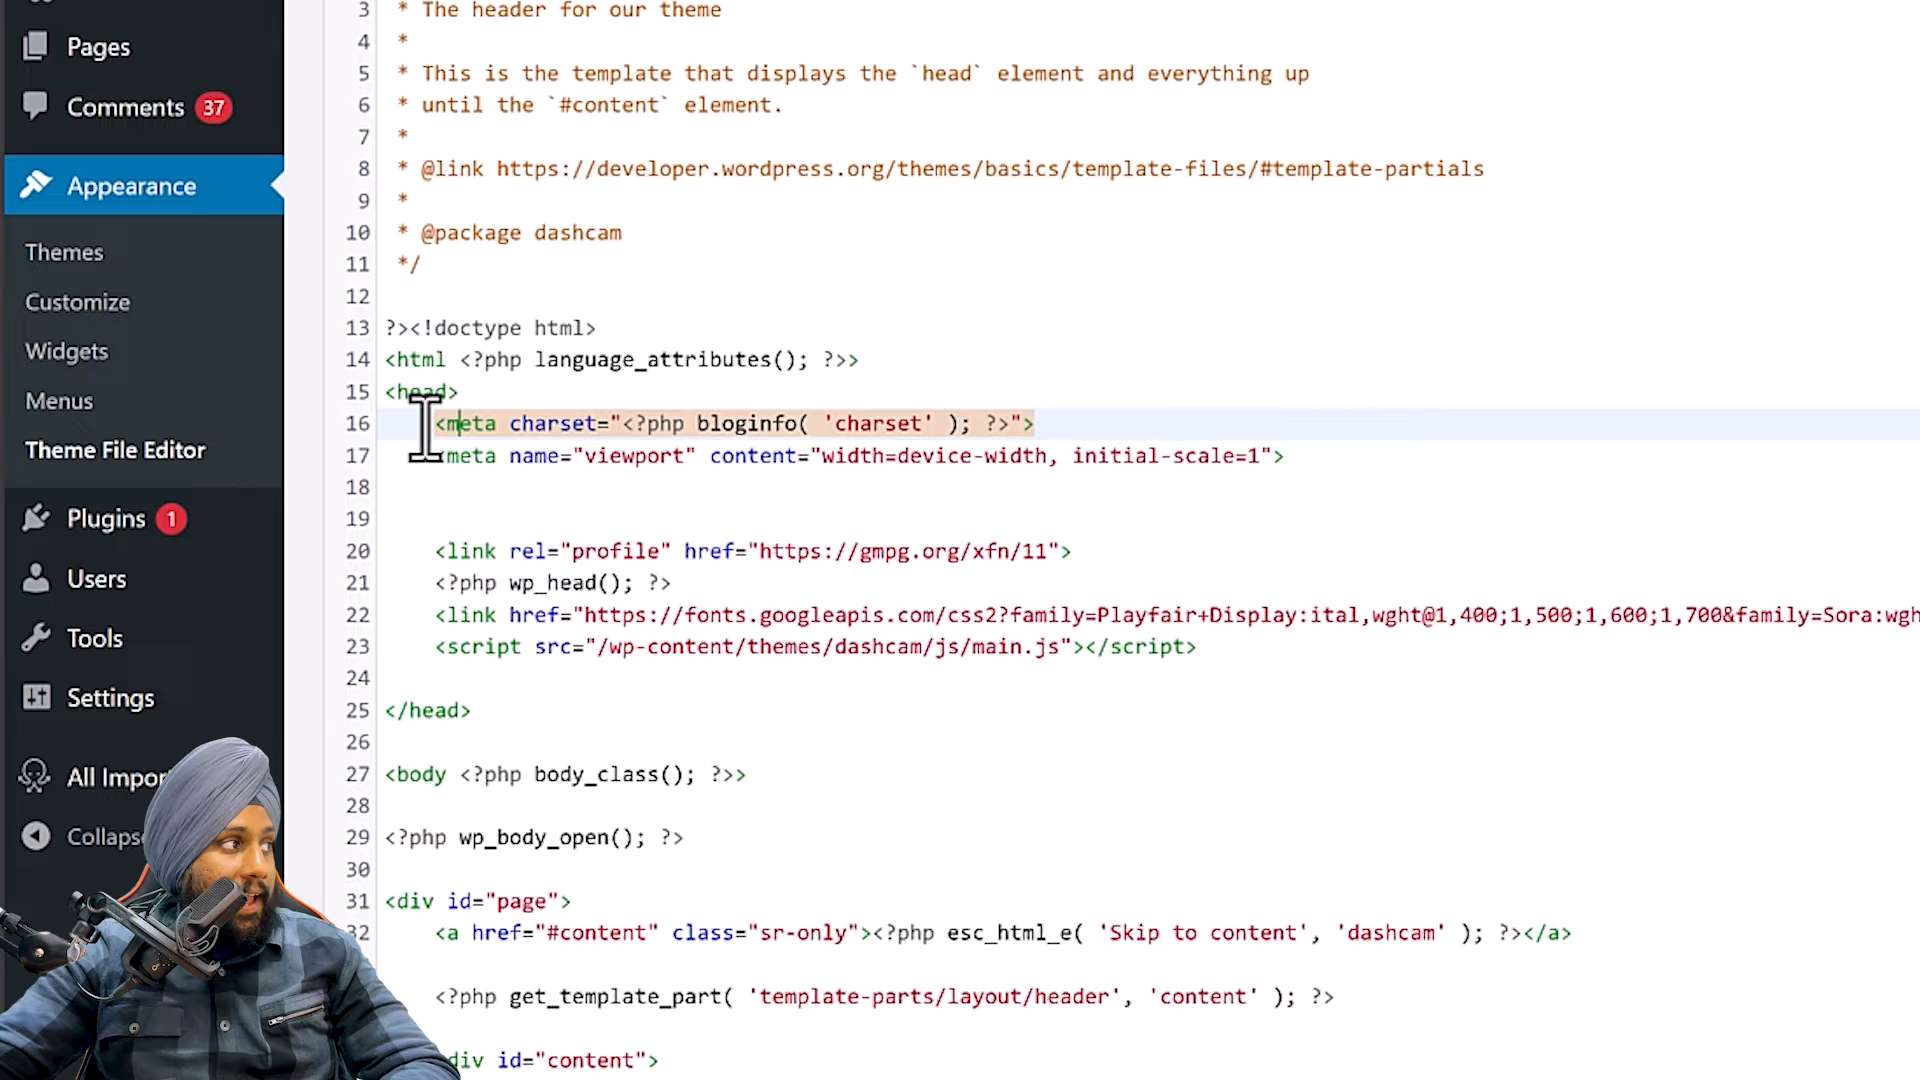 Pages
Comments 37
Appearance
Themes
Customize
Widgets
Menus
Theme File Editor
Plugins 1
Users
Tools
Settings
All Impor
Collaps
3 * The header for our theme
4 *
5 * This is the template that displays the `head` element and everything up
6 * until the `#content` element.
7 *
8 * @link https://developer.wordpress.org/themes/basics/template-files/#template-partials
9 *
10 * @package dashcam
11 */
12
13 ?><!doctype html>
14 <html <?php language_attributes(); ?>>
15 <head>
16 <meta charset="<?php bloginfo( 'charset' ); ?>">
17 <meta name="viewport" content="width=device-width, initial-scale=1">
18
19
20 <link rel="profile" href="https://gmpg.org/xfn/11">
21 <?php wp_head(); ?>
22 <link href="https://fonts.googleapis.com/css2?family=Playfair+Display:ital,wght@1,400;1,500;1,600;1,700&family=Sora:wgh
23 <script src="/wp-content/themes/dashcam/js/main.js"></script>
24
25 </head>
26
27 <body <?php body_class(); ?>>
28
29 <?php wp_body_open(); ?>
30
31 <div id="page">
32 <a href="#content" class="sr-only"><?php esc_html_e( 'Skip to content', 'dashcam' ); ?></a>
<?php get_template_part( 'template-parts/layout/header', 'content' ); ?>
div id="content">